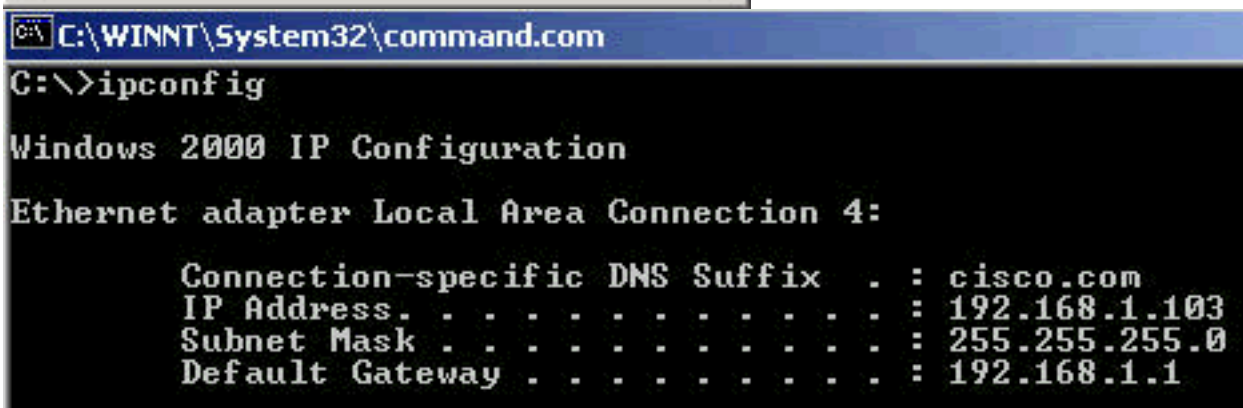 C:\WINNT\System32\command.com
C:\>ipconfig
Windows 2000 IP Configuration
Ethernet adapter Local Area Connection 4:
Connection-specific DNS Suffix . : cisco.com
IP Address. . . . . . . . . . . . : 192.168.1.103
Subnet Mask . . . . . . . . . . . : 255.255.255.0
Default Gateway . . . . . . . . . : 192.168.1.1